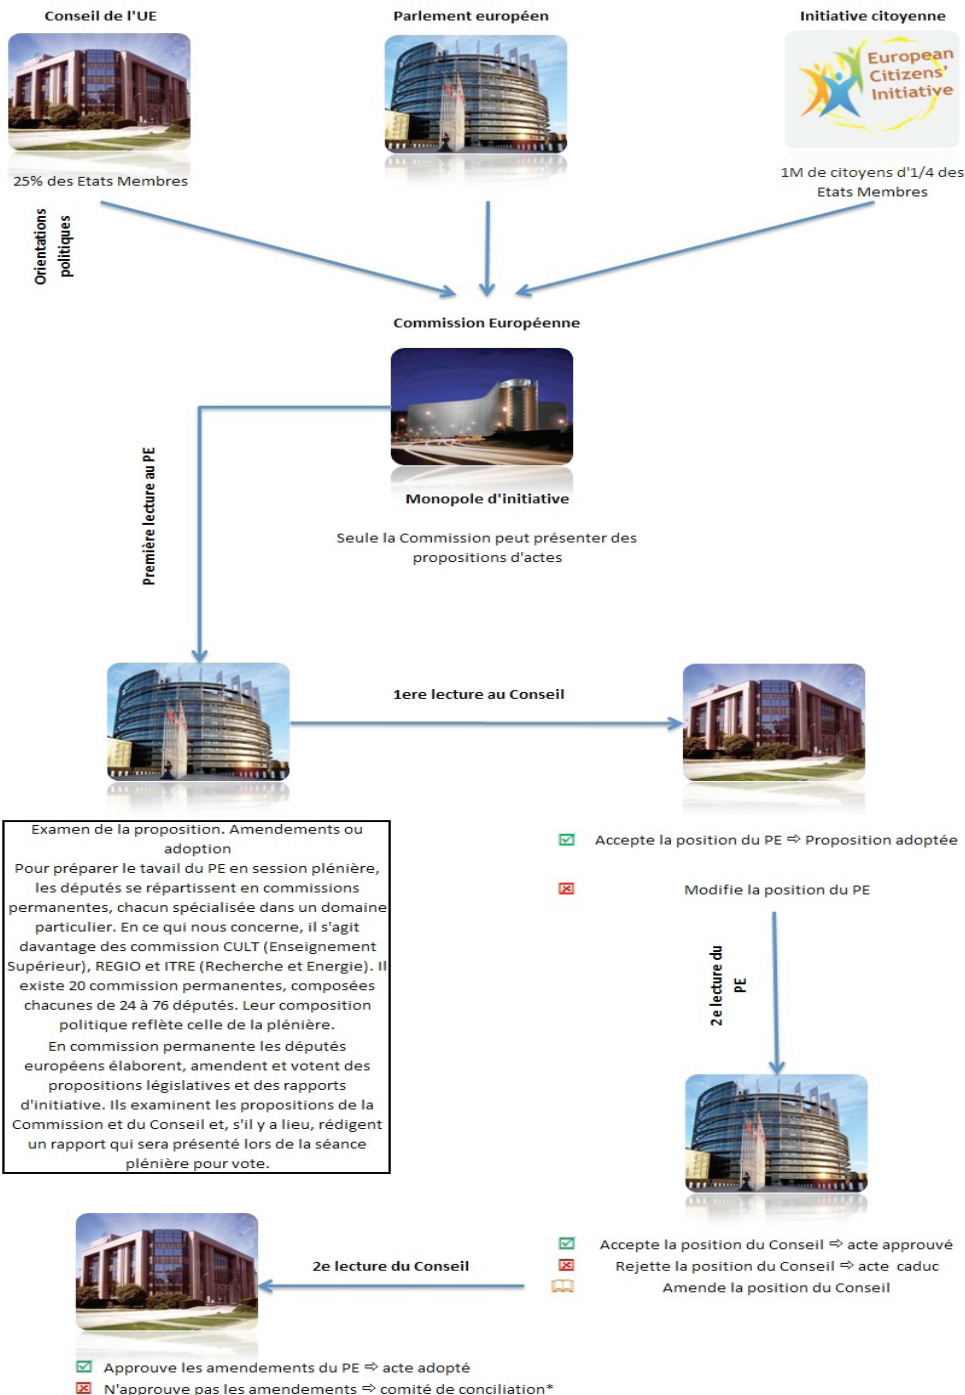 Conseil de l'UE
Parlement européen
Initiative citoyenne
European
Citizens'
Initiative
25% des Etats Membres
1M de citoyens d'1/4 des
Etats Membres
Orientations
politiques
Commission Européenne
Monopole d'initiative
Seule la Commission peut présenter des
propositions d'actes
Première lecture au PE
1ere lecture au Conseil
Examen de la proposition. Amendements ou
adoption
Pour préparer le tavail du PE en session plénière,
les députés se répartissent en commissions
permanentes, chacun spécialisée dans un domaine
particulier. En ce qui nous concerne, il s'agit
davantage des commission CULT (Enseignement
Supérieur), REGIO et ITRE (Recherche et Energie). Il
existe 20 commission permanentes, composées
chacunes de 24 à 76 députés. Leur composition
politique reflète celle de la plénière.
En commission permanente les députés
européens élaborent, amendent et votent des
propositions législatives et des rapports
d'initiative. Ils examinent les propositions de la
Commission et du Conseil et, s'il y a lieu, rédigent
un rapport qui sera présenté lors de la séance
plénière pour vote.
Accepte la position du PE ⇨ Proposition adoptée
Modifie la position du PE
2e lecture du
PE
Accepte la position du Conseil ⇨ acte approuvé
Rejette la position du Conseil ⇨ acte caduc
Amende la position du Conseil
2e lecture du Conseil
Approuve les amendements du PE ⇨ acte adopté
N'approuve pas les amendements ⇨ comité de conciliation*